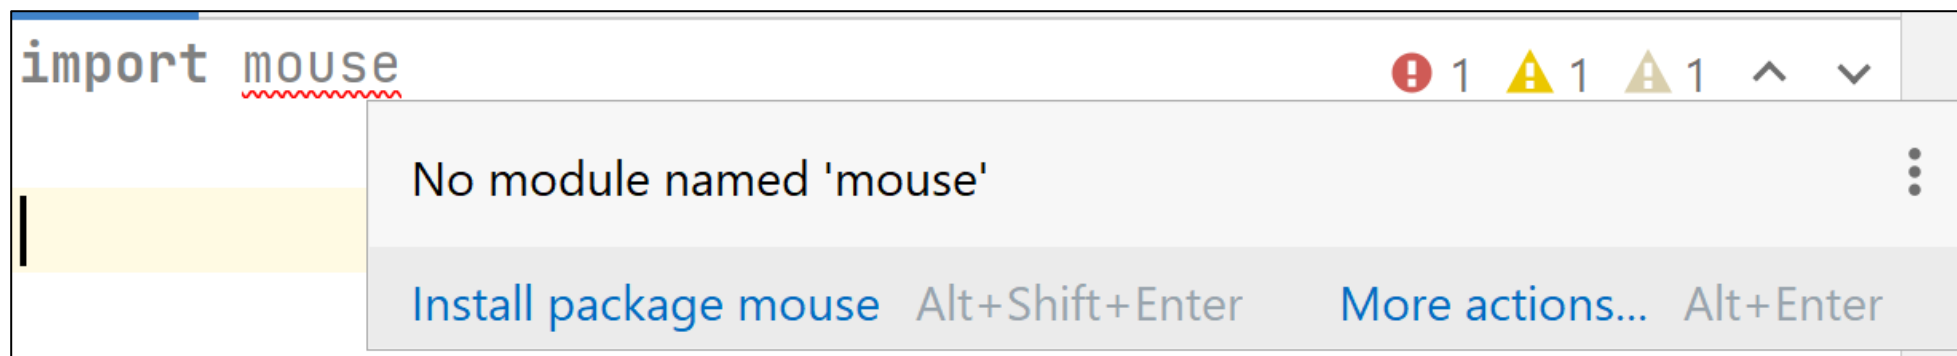 import mouse
1 1 1
No module named 'mouse'
Install package mouse Alt+Shift+Enter More actions... Alt+Enter